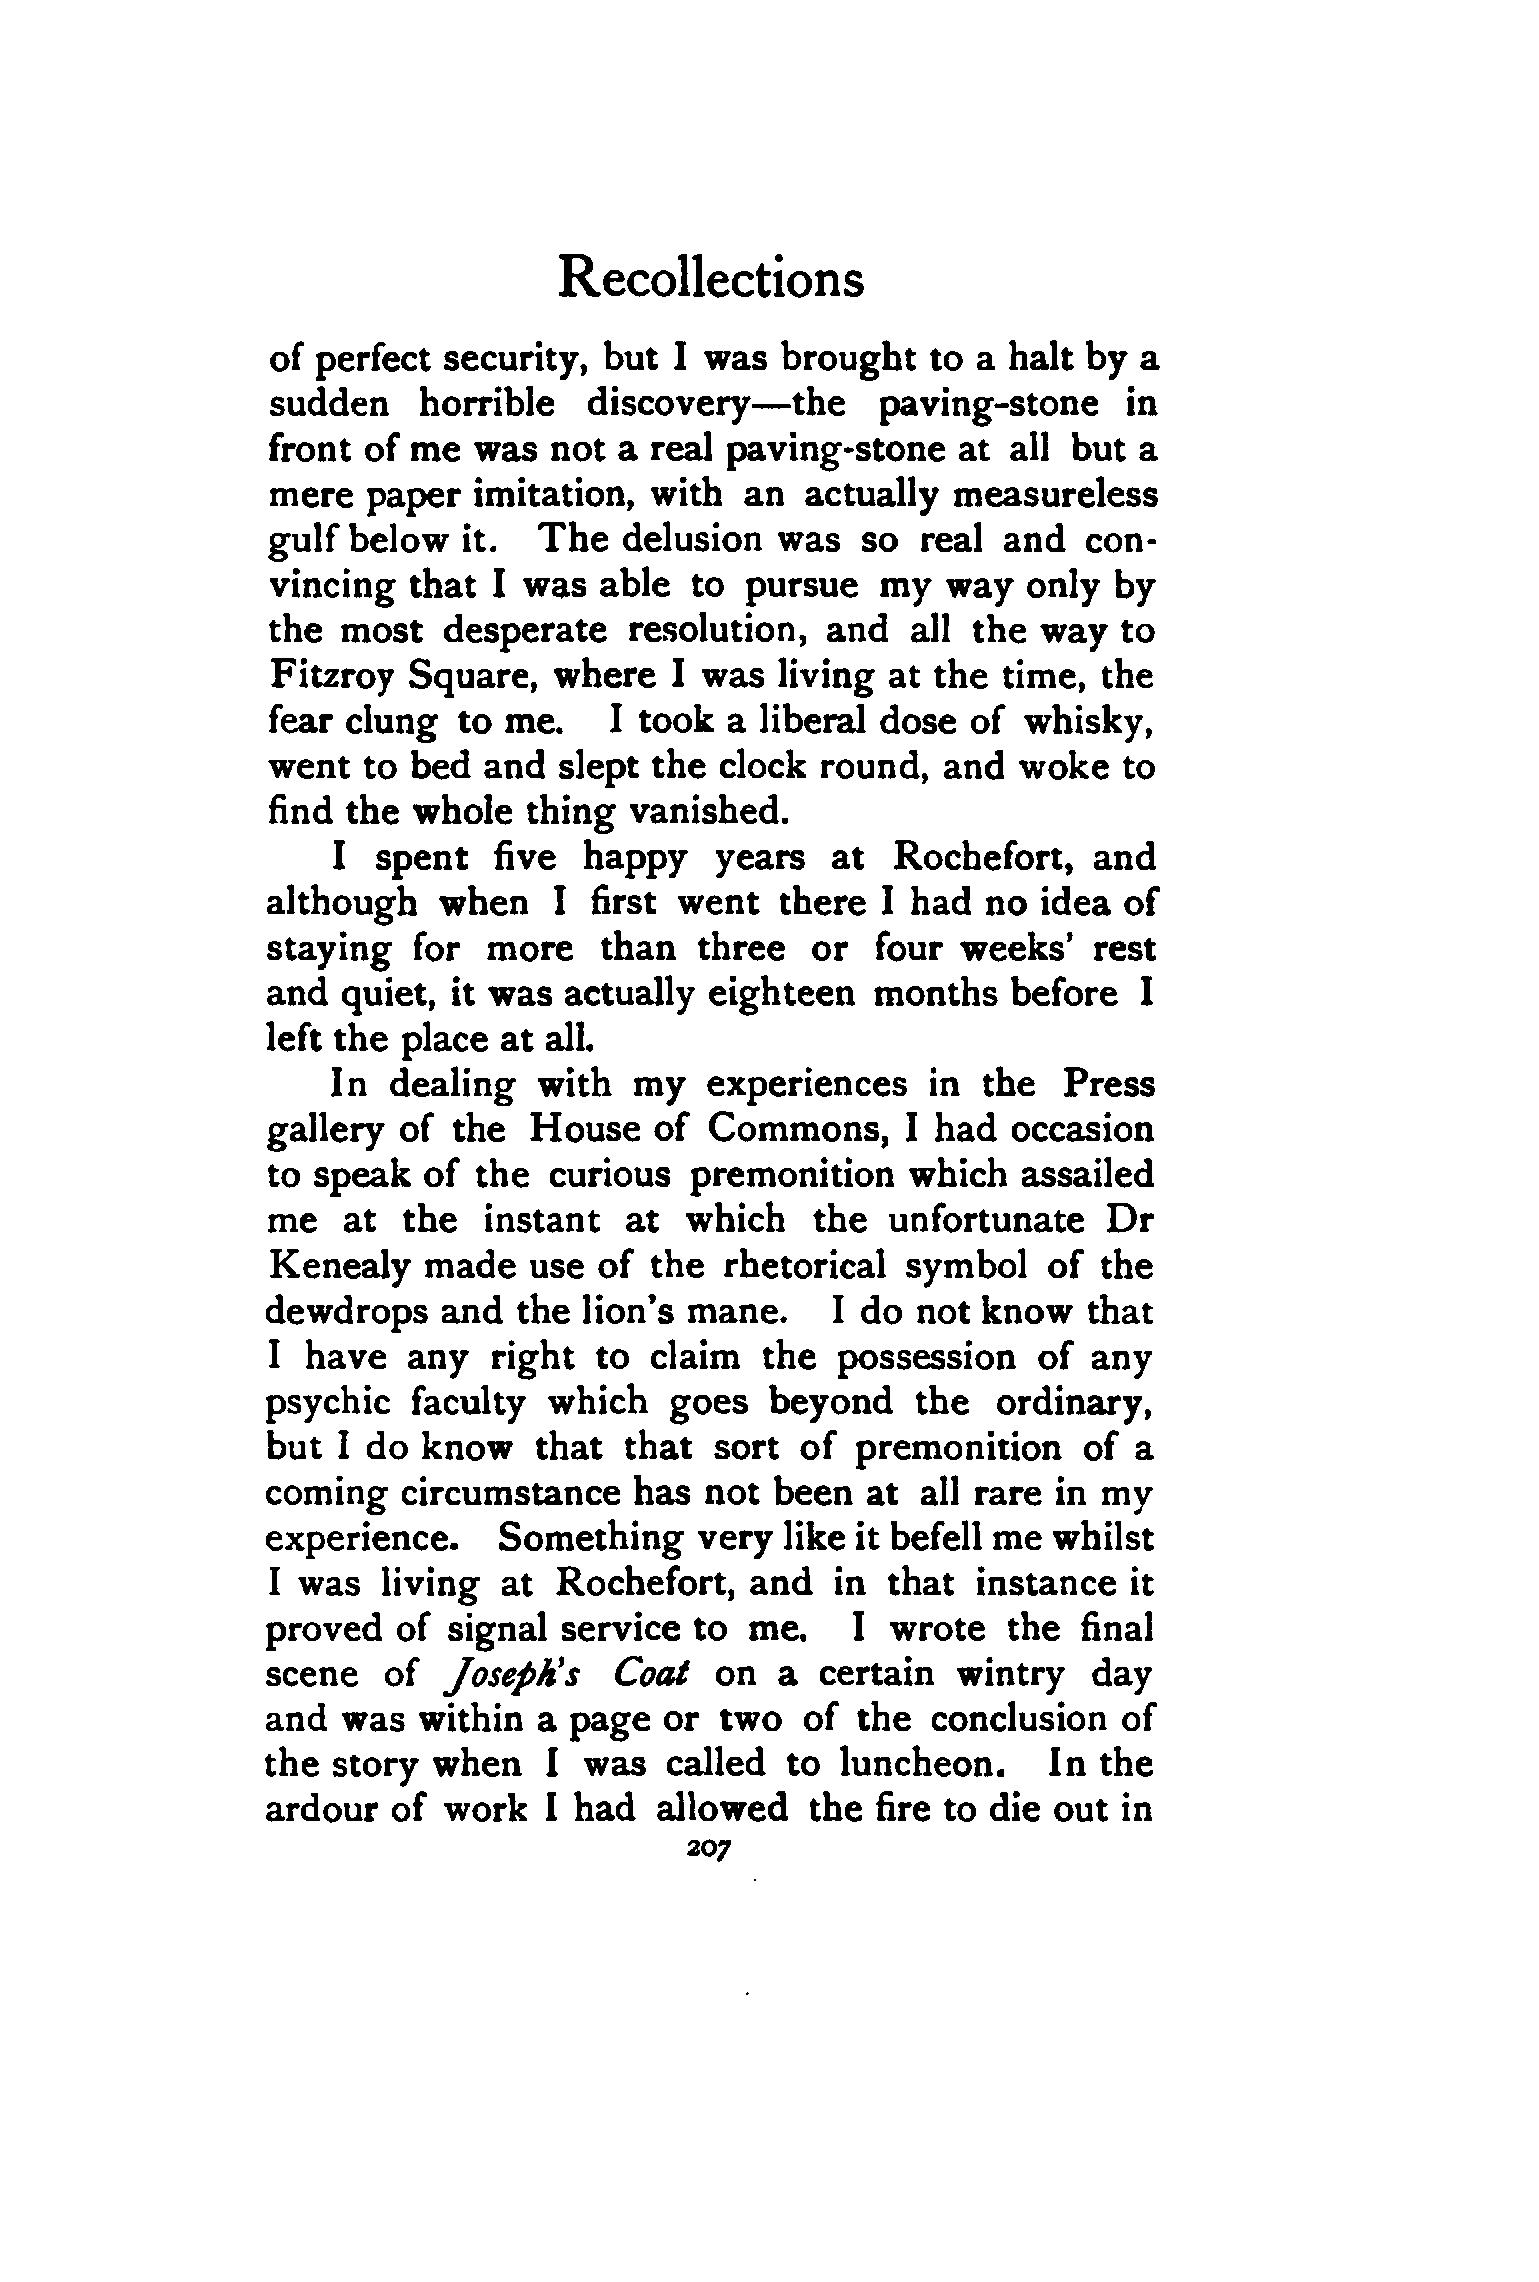 Recollections
of perfect security, but I was brought to a halt by a
sudden horrible discovery—the paving-stone in
front of me was not a real paving-stone at all but a
mere paper imitation, with an actually measureless
gulf below it. The delusion was so real and con-
vincing that I was able to pursue my way only by
the most desperate resolution, and all the way to
Fitzroy Square, where I was living at the time, the
fear clung to me. I took a liberal dose of whisky,
went to bed and slept the clock round, and woke to
find the whole thing vanished.
I spent five happy years at Rochefort, and
although when I first went there I had no idea of
staying for more than three or four weeks' rest
and quiet, it was actually eighteen months before I
left the place at all.
In dealing with my experiences in the Press
gallery of the House of Commons, I had occasion
to speak of the curious premonition which assailed
me at the instant at which the unfortunate Dr
Kenealy made use of the rhetorical symbol of the
dewdrops and the lion's mane. I do not know that
I have any right to claim the possession of any
psychic faculty which goes beyond the ordinary,
but I do know that that sort of premonition of a
coming circumstance has not been at all rare in my
experience. Something very like it befell me whilst
I was living at Rochefort, and in that instance it
proved of signal service to me. I wrote the final
scene of Joseph's Coat on a certain wintry day
and was within a page or two of the conclusion of
the story when I was called to luncheon. In the
ardour of work I had allowed the fire to die out in
207